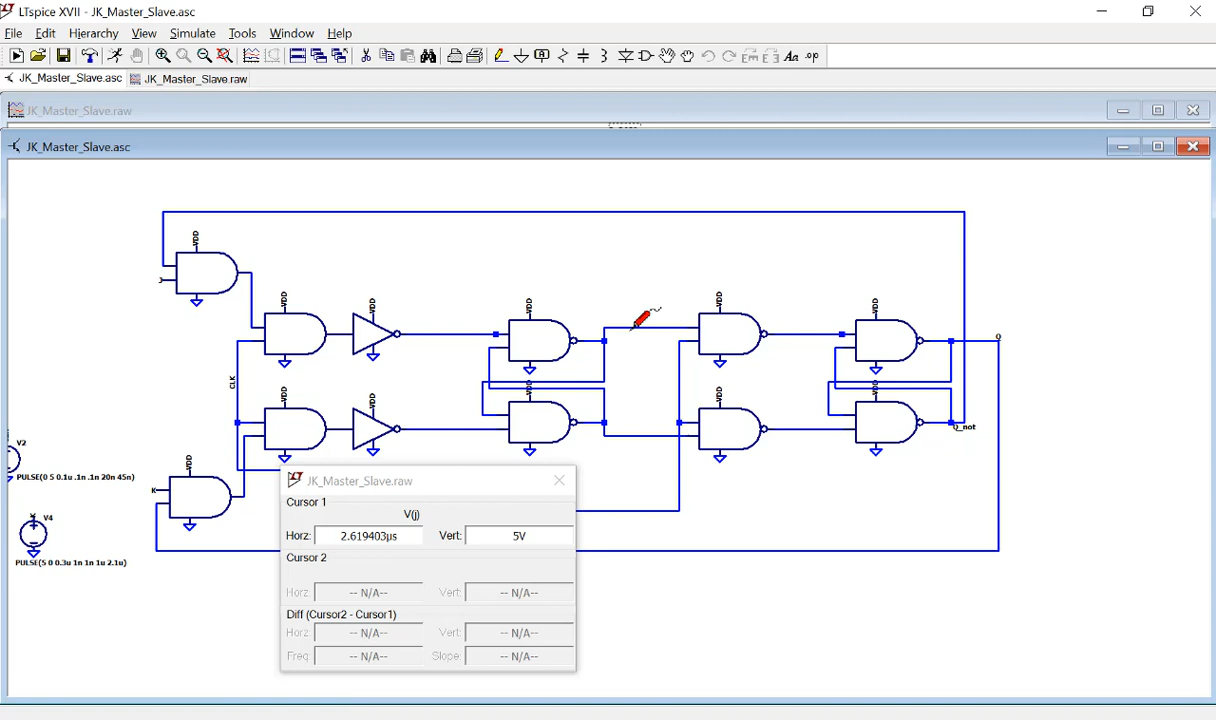 LTspice XVII - JK_Master_Slave.asc
File Edit Hierarchy View Simulate Tools Window Help
Aa .op
JK_Master_Slave.asc JK_Master_Slave.raw
JK_Master_Slave.raw
JK_Master_Slave.asc
VDD
J
VDD
VDD
VDD
VDD
VDD
Q
CLK
VDD
VDD
VDD
VDD
VDD
Q_not
V2
PULSE(0 5 0.1u .1n .1n 20n 45n)
VDD
K
K
V4
PULSE(5 0 0.3u 1n 1n 1u 2.1u)
JK_Master_Slave.raw
Cursor 1
V(j)
Horz: 2.619403µs Vert: 5V
Cursor 2
Horz: -- N/A-- Vert: -- N/A--
Diff (Cursor2 - Cursor1)
Horz: -- N/A-- Vert: -- N/A--
Freq: -- N/A-- Slope: -- N/A--